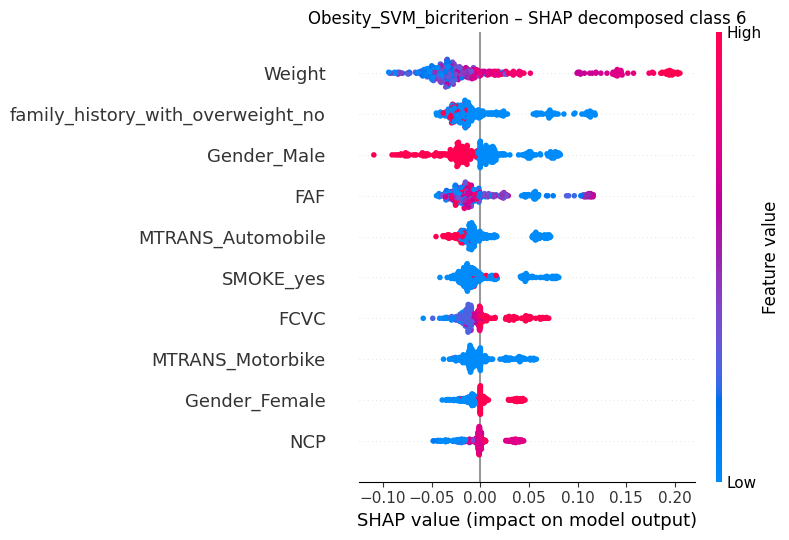 Obesity_SVM_bicriterion – SHAP decomposed class 6
High
Weight
family_history_with_overweight_no
Gender_Male
FAF
MTRANS_Automobile
SMOKE_yes
FCVC
MTRANS_Motorbike
Gender_Female
NCP
Feature value
Low
−0.10 −0.05 0.00 0.05 0.10 0.15 0.20
SHAP value (impact on model output)